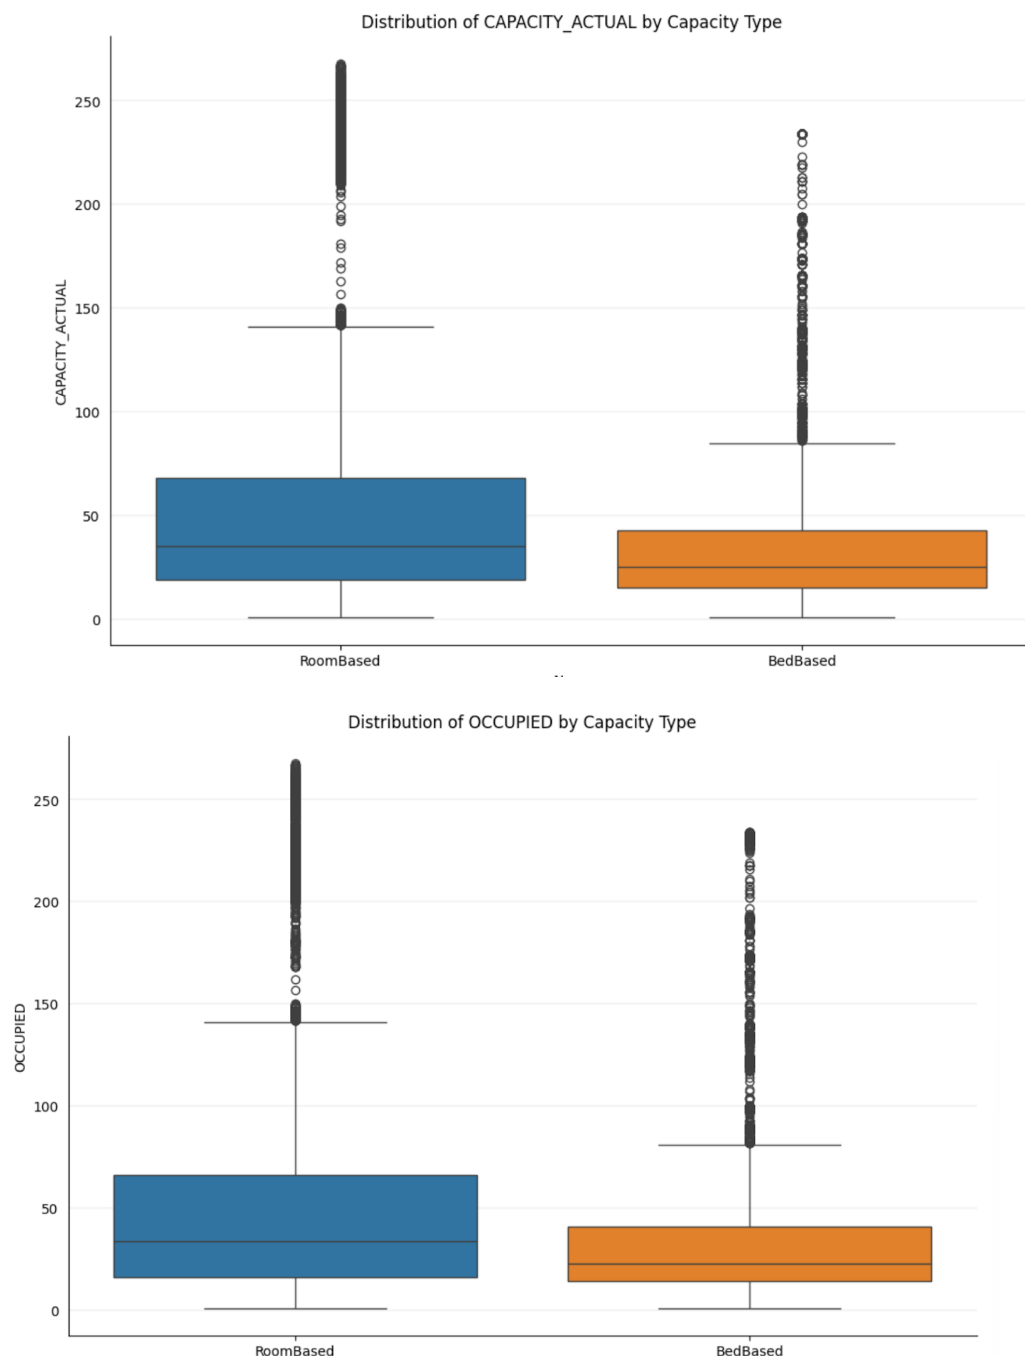 Distribution of CAPACITY_ACTUAL by Capacity Type
250
200
150
100
50
0
CAPACITY_ACTUAL
RoomBased
BedBased
Distribution of OCCUPIED by Capacity Type
250
200
150
100
50
0
OCCUPIED
RoomBased
BedBased